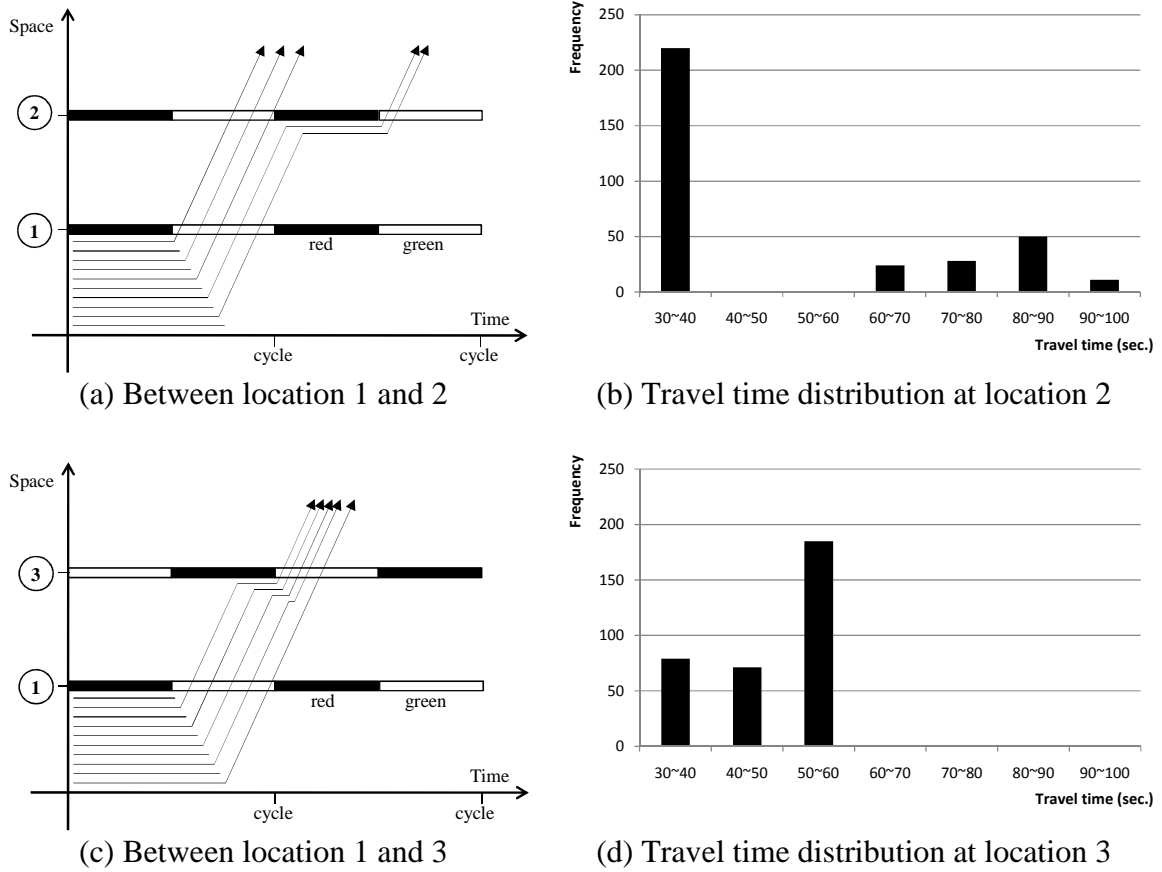 Space
2
1
red
green
Time
cycle
cycle
(a) Between location 1 and 2
Frequency
250
200
150
100
50
0
30~40
40~50
50~60
60~70
70~80
80~90
90~100
Travel time (sec.)
(b) Travel time distribution at location 2
Space
3
1
red
green
Time
cycle
cycle
(c) Between location 1 and 3
Frequency
250
200
150
100
50
0
30~40
40~50
50~60
60~70
70~80
80~90
90~100
Travel time (sec.)
(d) Travel time distribution at location 3